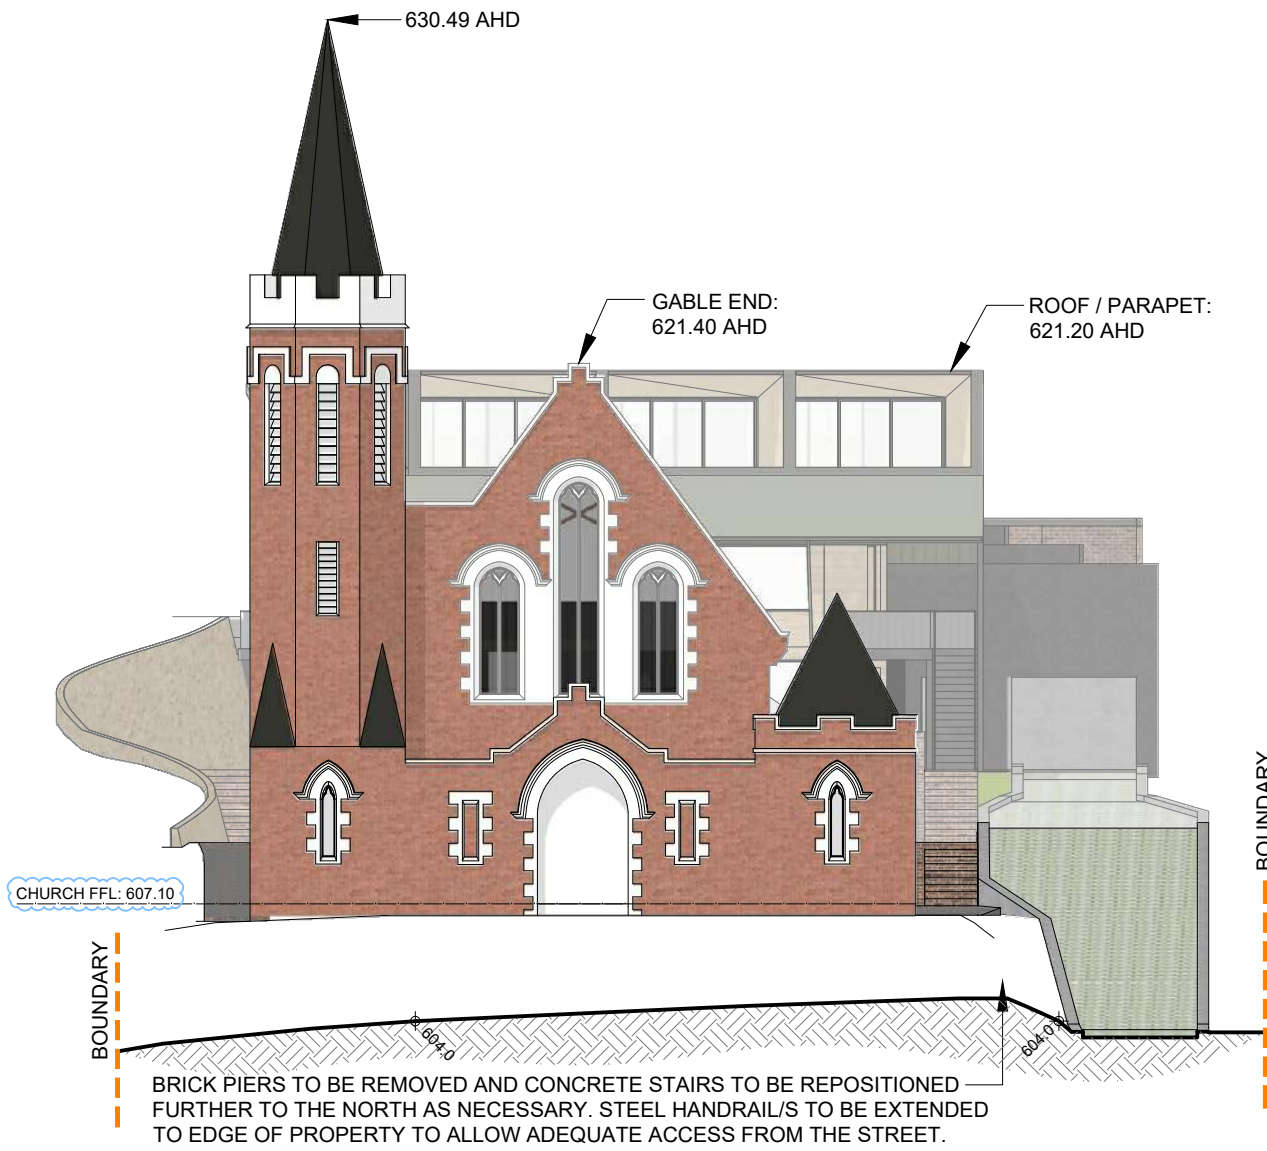 630.49 AHD
GABLE END:
621.40 AHD
ROOF / PARAPET:
621.20 AHD
BOUNDARY
CHURCH FFL: 607.10
BOUNDARY
604.0
604.0
BRICK PIERS TO BE REMOVED AND CONCRETE STAIRS TO BE REPOSITIONED
FURTHER TO THE NORTH AS NECESSARY. STEEL HANDRAIL/S TO BE EXTENDED
TO EDGE OF PROPERTY TO ALLOW ADEQUATE ACCESS FROM THE STREET.